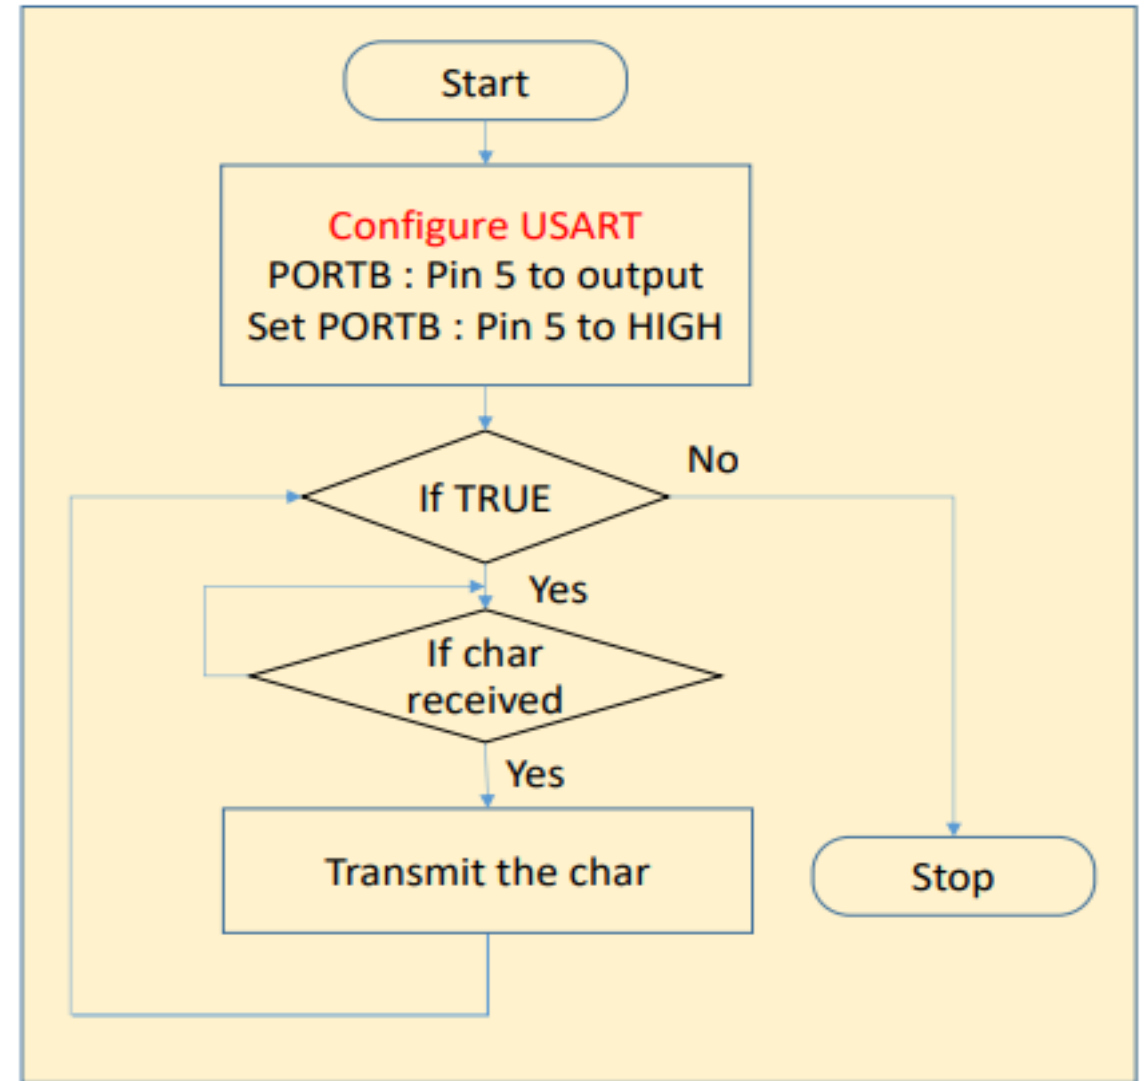 Start
Configure USART
PORTB : Pin 5 to output
Set PORTB : Pin 5 to HIGH
No
If TRUE
Yes
If char
received
Yes
Transmit the char
Stop